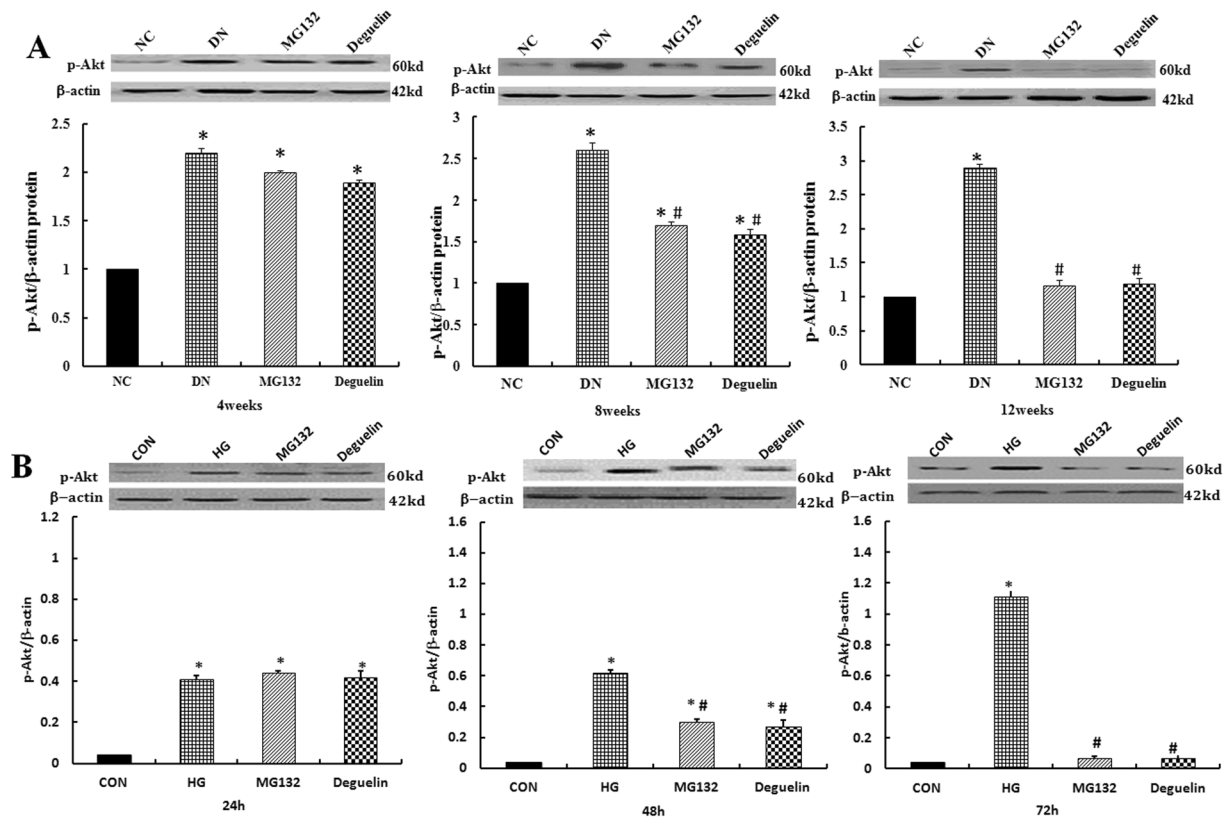 A
NC DN MG132 Deguelin
p-Akt 60kd
β-actin 42kd
p-Akt/β-actin protein
2.5
2
1.5
1
0.5
0
* * *
NC DN MG132 Deguelin
4weeks
NC DN MG132 Deguelin
p-Akt 60kd
β-actin 42kd
p-Akt/β-actin protein
3
2.5
2
1.5
1
0.5
0
* * # * #
NC DN MG132 Deguelin
8weeks
NC DN MG132 Deguelin
p-Akt 60kd
β-actin 42kd
p-Akt/β-actin protein
3.5
3
2.5
2
1.5
1
0.5
0
* # #
NC DN MG132 Deguelin
12weeks
B
CON HG MG132 Deguelin
p-Akt 60kd
β-actin 42kd
p-Akt/β-actin
1.2
1
0.8
0.6
0.4
0.2
0
* * *
CON HG MG132 Deguelin
24h
CON HG MG132 Deguelin
p-Akt 60kd
β-actin 42kd
p-Akt/β-actin
1.6
1.4
1.2
1
0.8
0.6
0.4
0.2
0
* * # * #
CON HG MG132 Deguelin
48h
CON HG MG132 Deguelin
p-Akt 60kd
β-actin 42kd
p-Akt/b-actin
1.6
1.4
1.2
1
0.8
0.6
0.4
0.2
0
* # #
CON HG MG132 Deguelin
72h